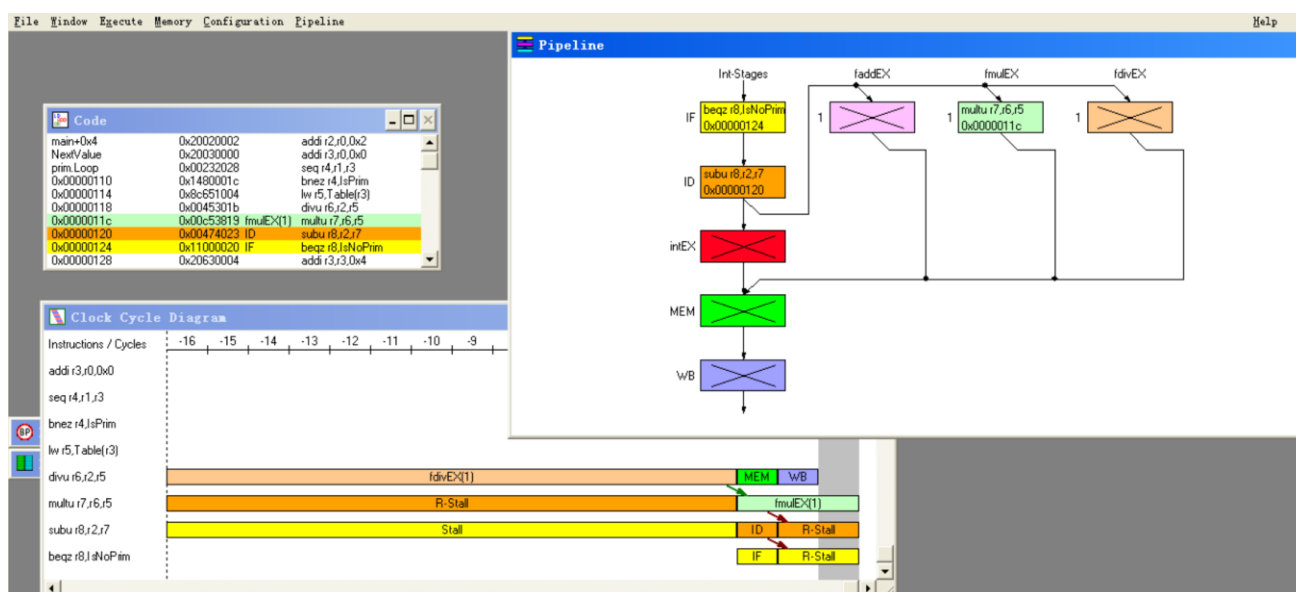 File Window Execute Memory Configuration Pipeline Help
Pipeline
Int-Stages faddEX fmulEX fdivEX
IF beqz r8,IsNoPrim
0x00000124
1 1 multu r7,r6,r5
0x0000011c
1
ID subu r8,r2,r7
0x00000120
intEX
MEM
WB
Code
main+0x4 0x20020002 addi r2,r0,0x2
NextValue 0x20030000 addi r3,r0,0x0
prim.Loop 0x00232028 seq r4,r1,r3
0x00000110 0x1480001c bnez r4,IsPrim
0x00000114 0x8c651004 lw r5,Table(r3)
0x00000118 0x0045301b divu r6,r2,r5
0x0000011c 0x00c53819 fmulEX(1) multu r7,r6,r5
0x00000120 0x00474023 ID subu r8,r2,r7
0x00000124 0x11000020 IF beqz r8,IsNoPrim
0x00000128 0x20630004 addi r3,r3,0x4
Clock Cycle Diagram
Instructions / Cycles -16 -15 -14 -13 -12 -11 -10 -9
addi r3,r0,0x0
seq r4,r1,r3
bnez r4,IsPrim
lw r5,Table(r3)
divu r6,r2,r5 fdivEX(1) MEM WB
multu r7,r6,r5 R-Stall fmulEX(1)
subu r8,r2,r7 Stall ID R-Stall
beqz r8,IsNoPrim IF R-Stall
BP